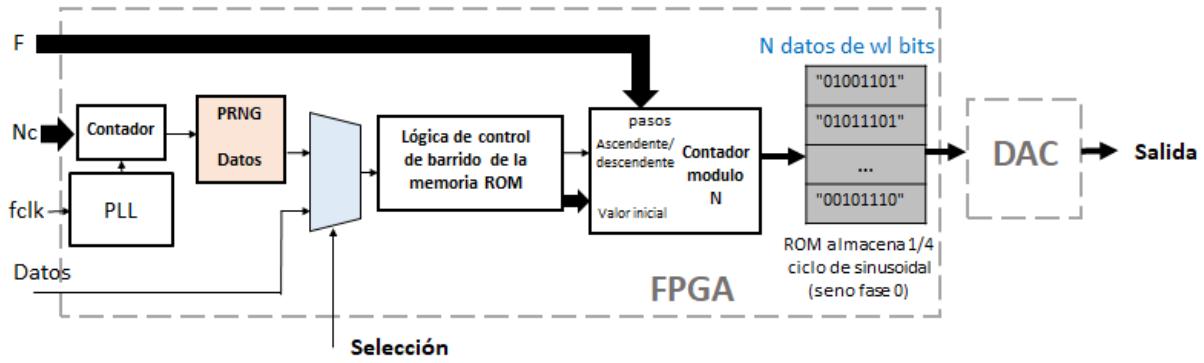 F
N datos de wl bits
"01001101"
"01011101"
...
"00101110"
Nc
Contador
PRNG
Datos
fclk
PLL
Datos
Lógica de control
de barrido de la
memoria ROM
pasos
Ascendente/
descendente
Contador
modulo
N
Valor inicial
DAC
Salida
ROM almacena 1/4
ciclo de sinusoidal
(seno fase 0)
FPGA
Selección